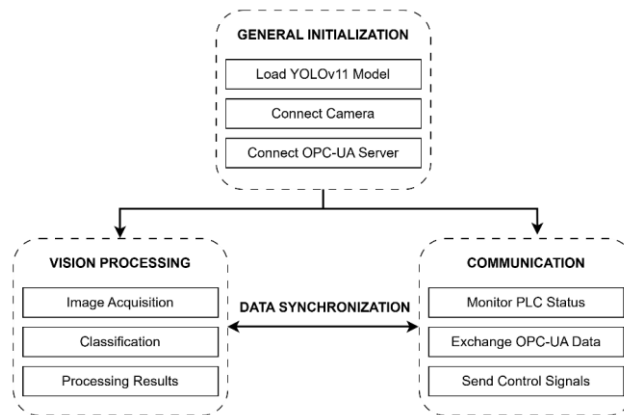 GENERAL INITIALIZATION
Load YOLOv11 Model
Connect Camera
Connect OPC-UA Server
VISION PROCESSING
Image Acquisition
Classification
Processing Results
DATA SYNCHRONIZATION
COMMUNICATION
Monitor PLC Status
Exchange OPC-UA Data
Send Control Signals